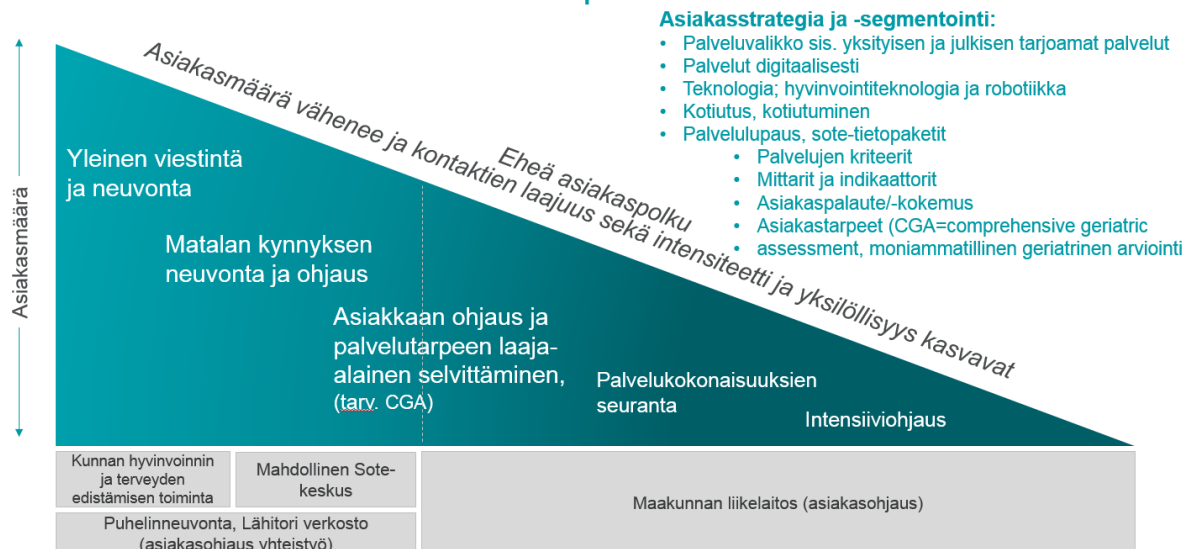 Asiakasstrategia ja -segmentointi:
• Palveluvalikko sis. yksityisen ja julkisen tarjoamat palvelut
• Palvelut digitaalisesti
• Teknologia; hyvinvointiteknologia ja robotiikka
• Kotiutus, kotiutuminen
• Palvelulupaus, sote-tietopaketit
• Palvelujen kriteerit
• Mittarit ja indikaattorit
• Asiakaspalaute/-kokemus
• Asiakastarpeet (CGA=comprehensive geriatric
• assessment, moniammatillinen geriatrinen arviointi
Asiakasmäärä
Eheä asiakaspolku
Asiakasmäärä vähenee ja kontaktien laajuus sekä intensiteetti ja yksilöllisyys kasvavat
Yleinen viestintä
ja neuvonta
Matalan kynnyksen
neuvonta ja ohjaus
Asiakkaan ohjaus ja
palvelutarpeen laaja-
alainen selvittäminen,
(tarv. CGA)
Palvelukokonaisuuksien
seuranta
Intensiiviohjaus
Kunnan hyvinvoinnin
ja terveyden
edistämisen toiminta
Mahdollinen Sote-
keskus
Puhelinneuvonta, Lähitori verkosto
(asiakasohjaus yhteistyö)
Maakunnan liikelaitos (asiakasohjaus)